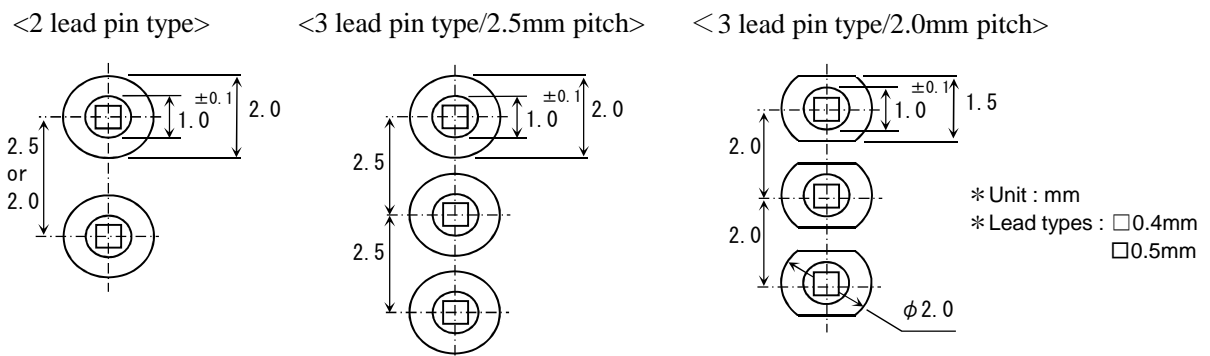 <2 lead pin type>
<3 lead pin type/2.5mm pitch>
＜3 lead pin type/2.0mm pitch>
1.0 ±0.1
2.0
2.5
or
2.0
1.0 ±0.1
2.0
2.5
2.5
1.0 ±0.1
1.5
2.0
2.0
φ2.0
＊Unit : mm
＊Lead types : □0.4mm
□0.5mm